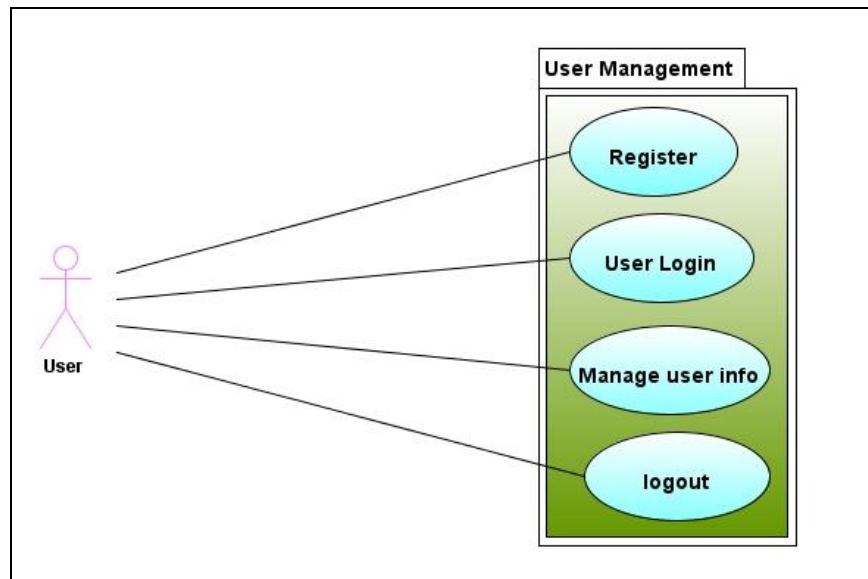 User Management
Register
User Login
Manage user info
logout
User